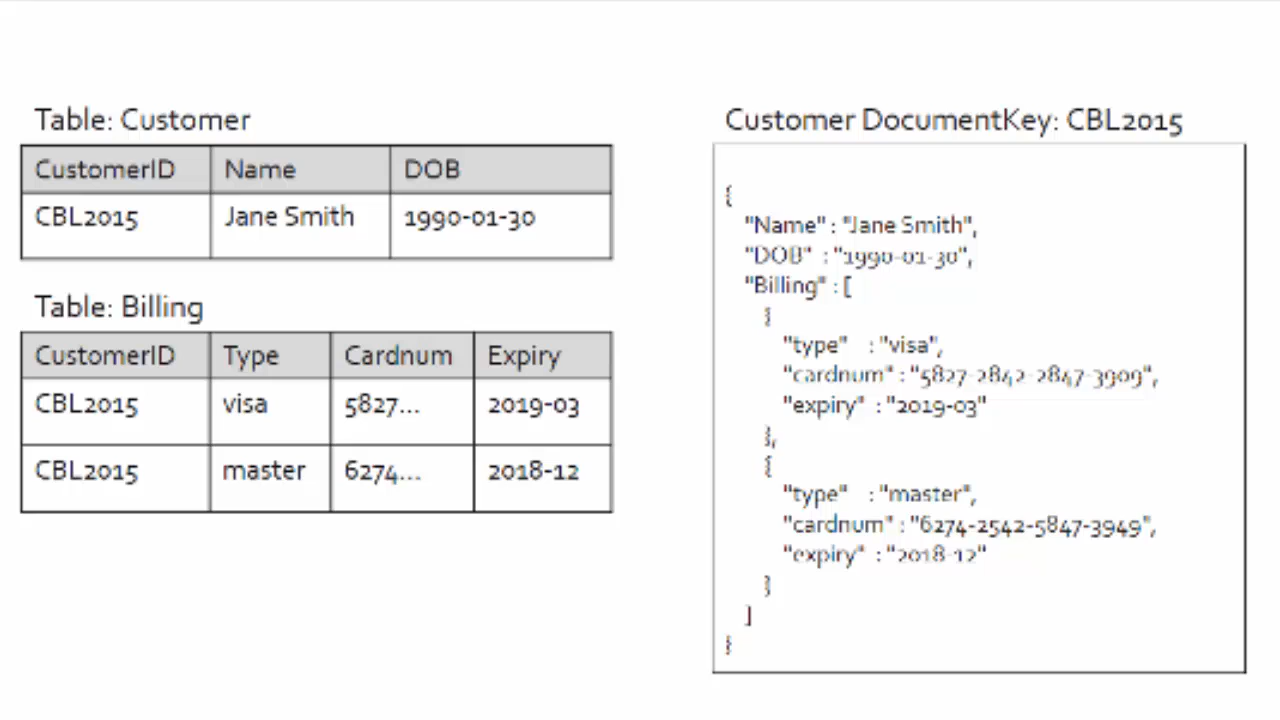 Table: Customer
CustomerID Name DOB
CBL2015 Jane Smith 1990-01-30
Table: Billing
CustomerID Type Cardnum Expiry
CBL2015 visa 5827... 2019-03
CBL2015 master 6274... 2018-12
Customer DocumentKey: CBL2015
{
"Name" : "Jane Smith",
"DOB" : "1990-01-30",
"Billing" : [
{
"type" : "visa",
"cardnum" : "5827-2842-2847-3909",
"expiry" : "2019-03"
},
{
"type" : "master",
"cardnum" : "6274-2542-5847-3949",
"expiry" : "2018-12"
}
]
}